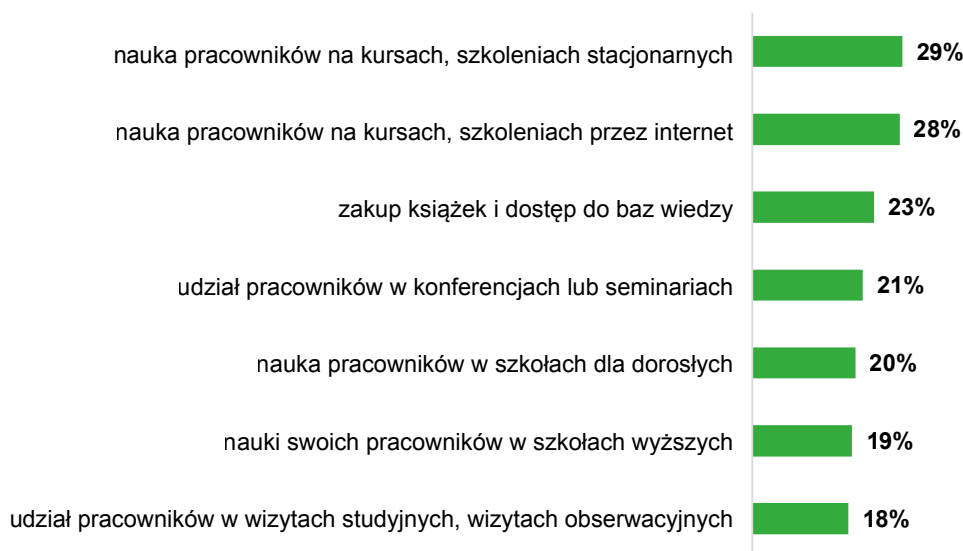 nauka pracowników na kursach, szkoleniach stacjonarnych 29%
nauka pracowników na kursach, szkoleniach przez internet 28%
zakup książek i dostęp do baz wiedzy 23%
udział pracowników w konferencjach lub seminariach 21%
nauka pracowników w szkołach dla dorosłych 20%
nauki swoich pracowników w szkołach wyższych 19%
udział pracowników w wizytach studyjnych, wizytach obserwacyjnych 18%